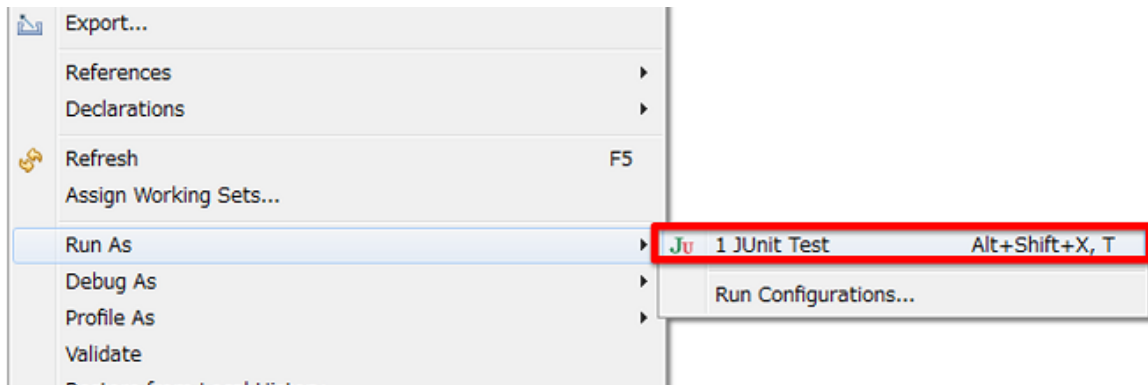 Export...
References
Declarations
Refresh F5
Assign Working Sets...
Run As
Ju 1 JUnit Test Alt+Shift+X, T
Debug As
Run Configurations...
Profile As
Validate